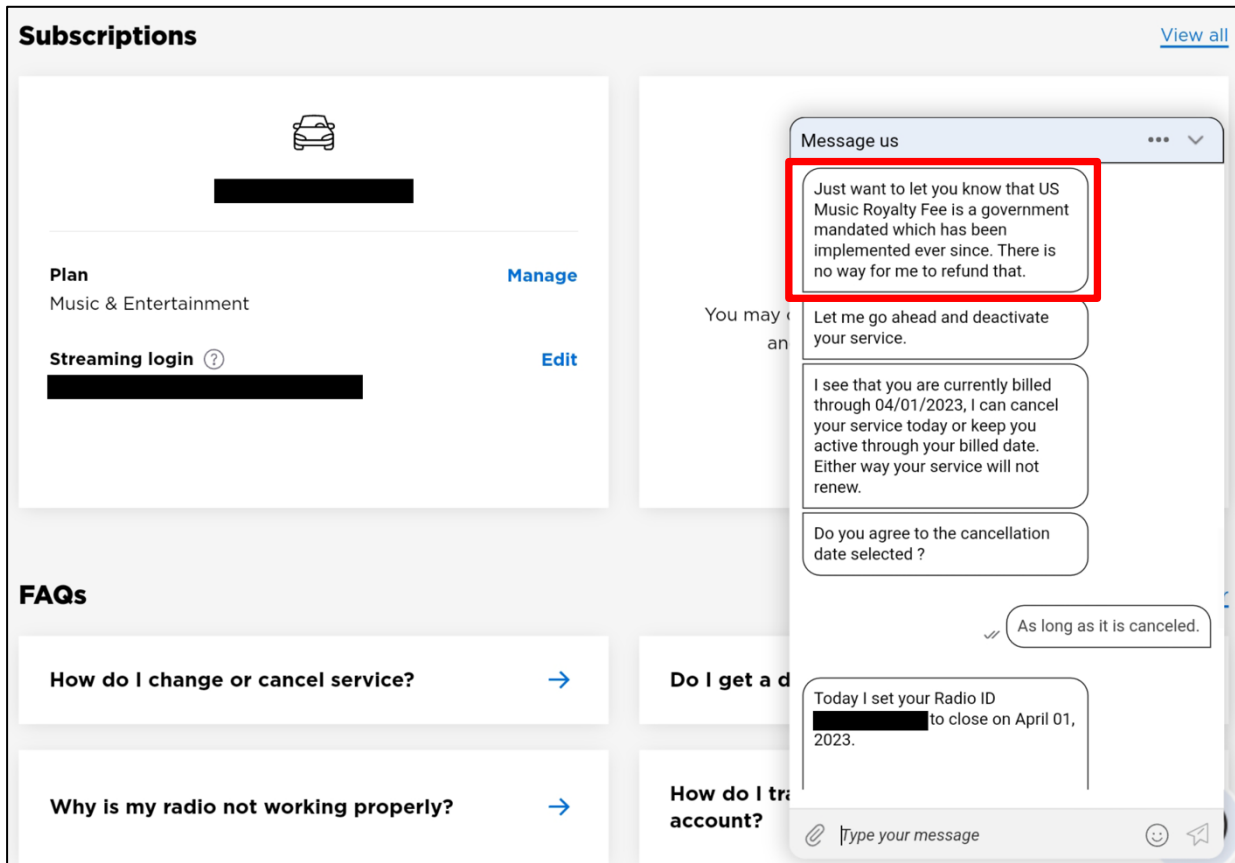 Subscriptions
View all
Plan
Manage
Music & Entertainment
Streaming login ?
Edit
You may
an
FAQs
How do I change or cancel service?
Do I get a d
Why is my radio not working properly?
How do I tra
account?
Message us
Just want to let you know that US
Music Royalty Fee is a government
mandated which has been
implemented ever since. There is
no way for me to refund that.
Let me go ahead and deactivate
your service.
I see that you are currently billed
through 04/01/2023, I can cancel
your service today or keep you
active through your billed date.
Either way your service will not
renew.
Do you agree to the cancellation
date selected ?
As long as it is canceled.
Today I set your Radio ID
to close on April 01,
2023.
Type your message